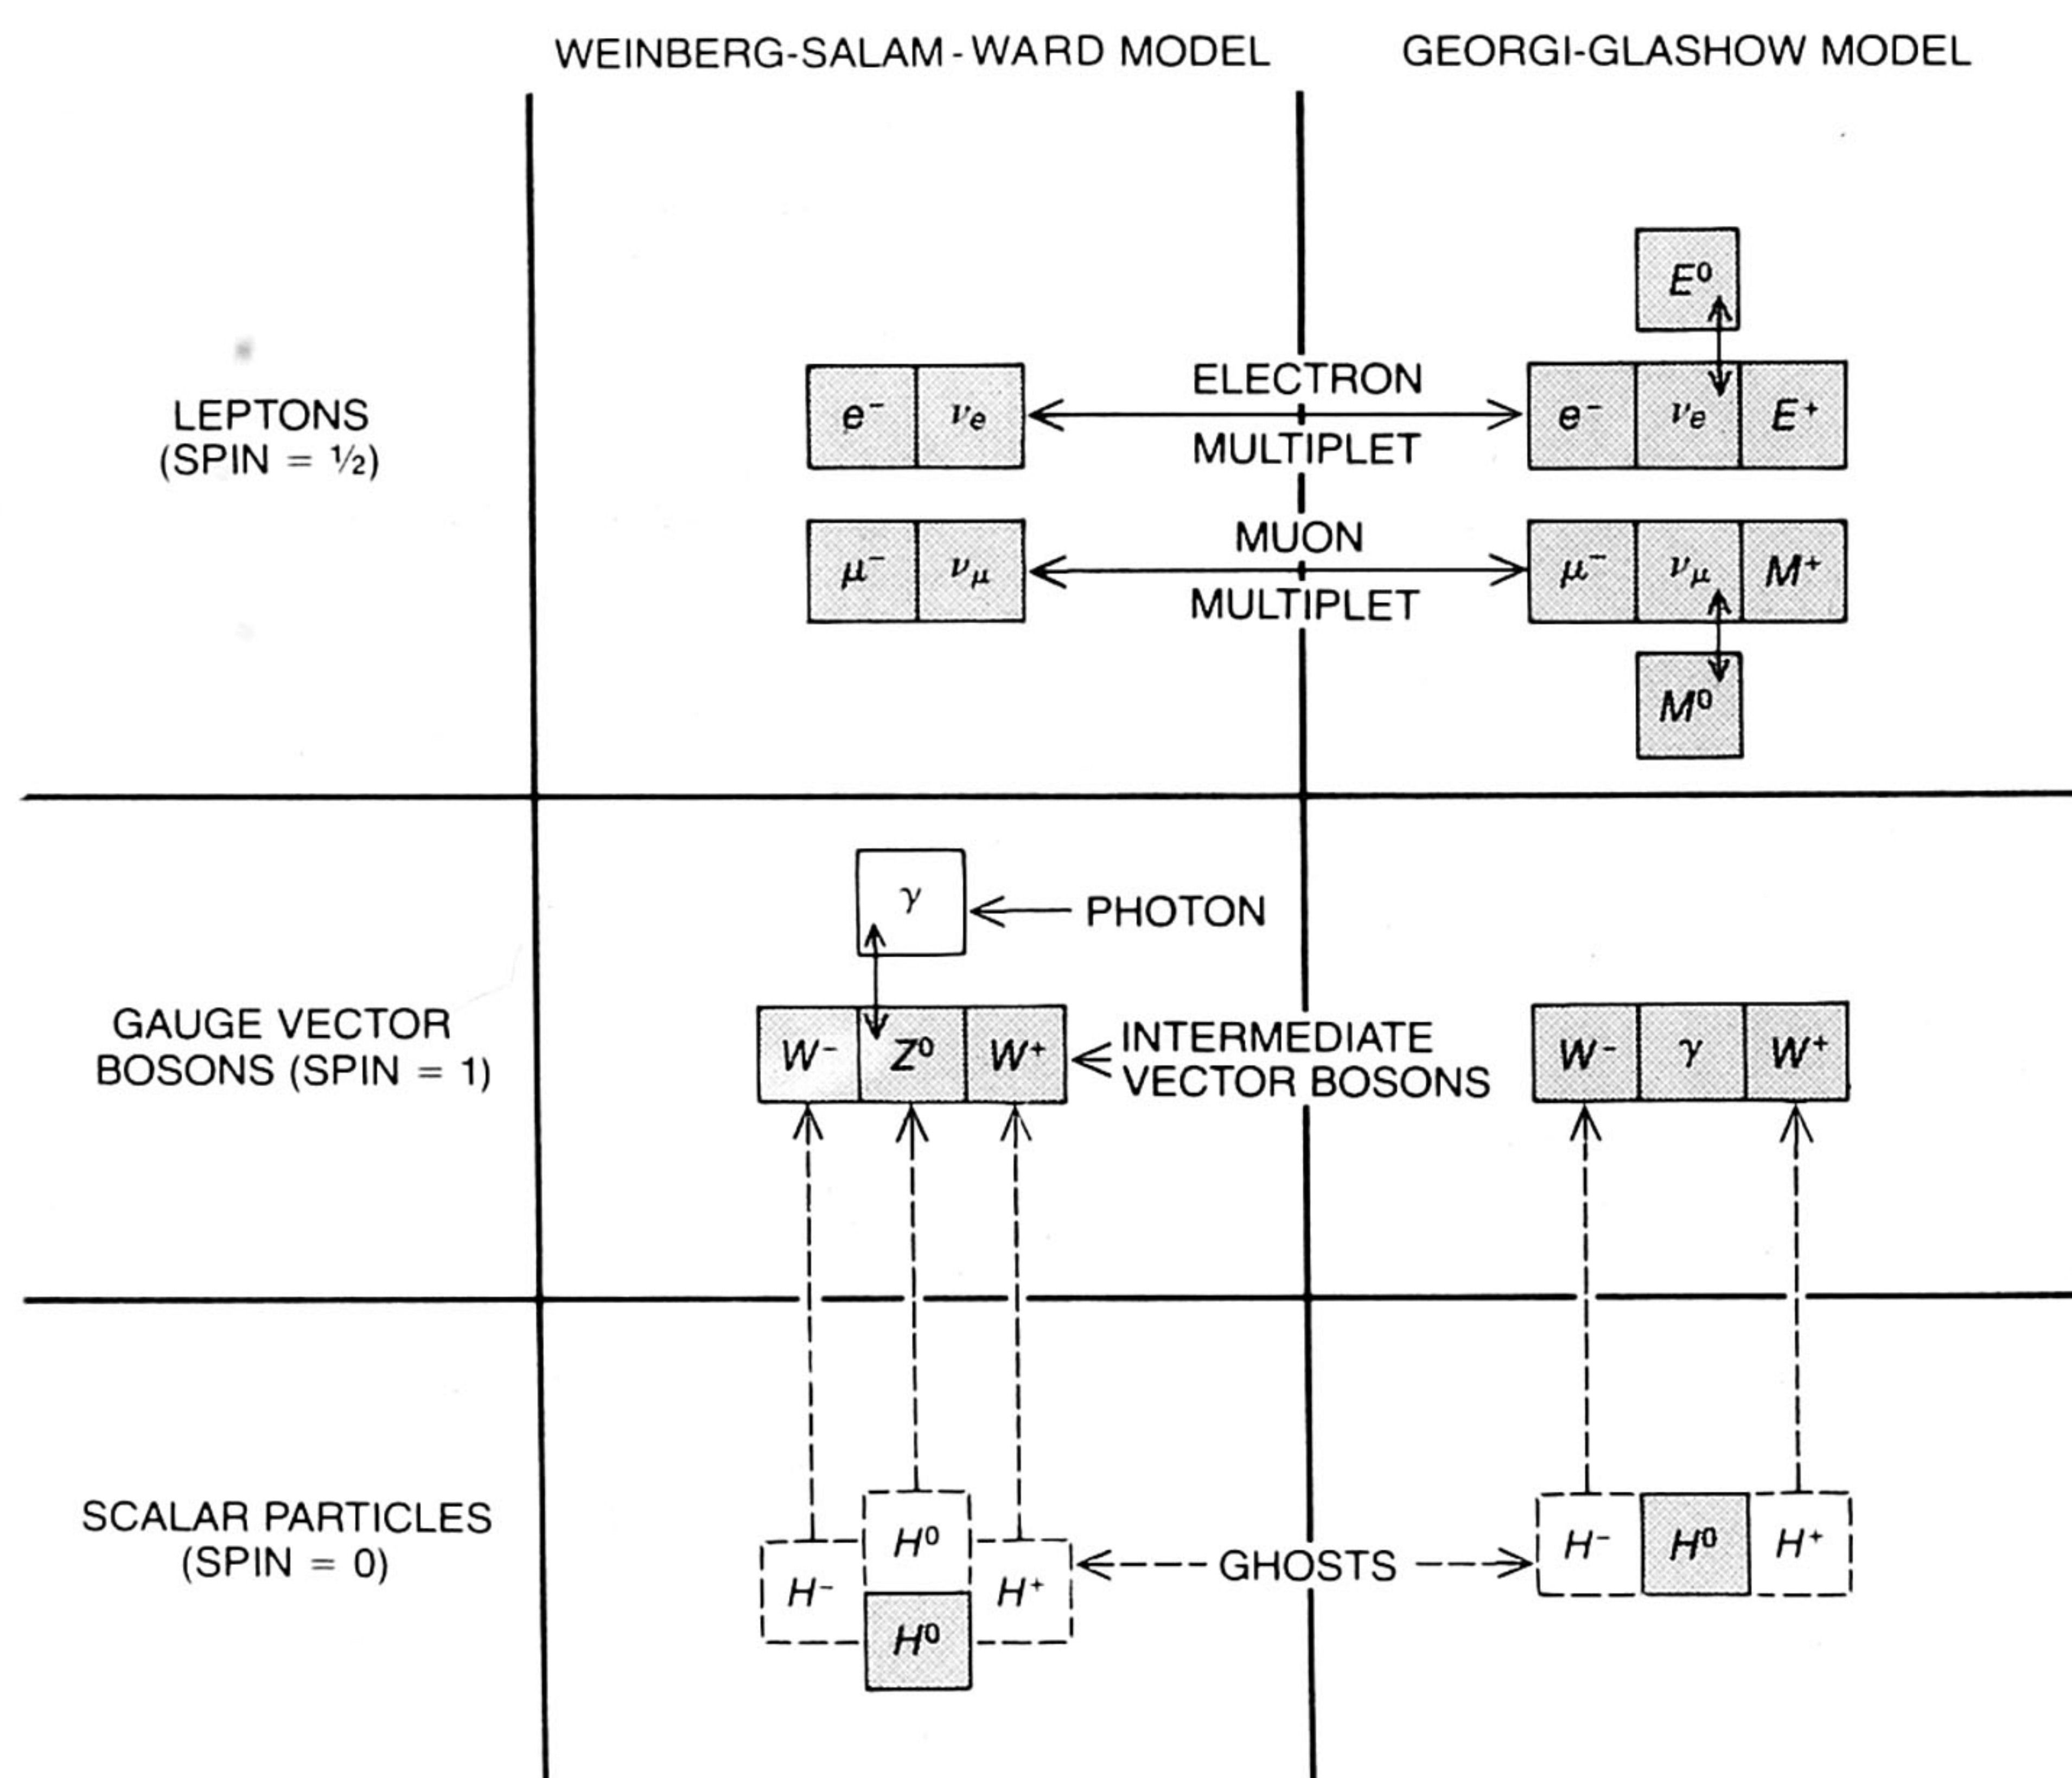 WEINBERG-SALAM-WARD MODEL
GEORGI-GLASHOW MODEL
LEPTONS
(SPIN = ½)
E⁰
e⁻ νe
ELECTRON
MULTIPLET
e⁻ νe E⁺
μ⁻ νμ
MUON
MULTIPLET
μ⁻ νμ M⁺
M⁰
GAUGE VECTOR
BOSONS (SPIN = 1)
γ
PHOTON
W⁻ Z⁰ W⁺
INTERMEDIATE
VECTOR BOSONS
W⁻ γ W⁺
SCALAR PARTICLES
(SPIN = 0)
H⁰
H⁻ H⁺
H⁰
GHOSTS
H⁻ H⁰ H⁺